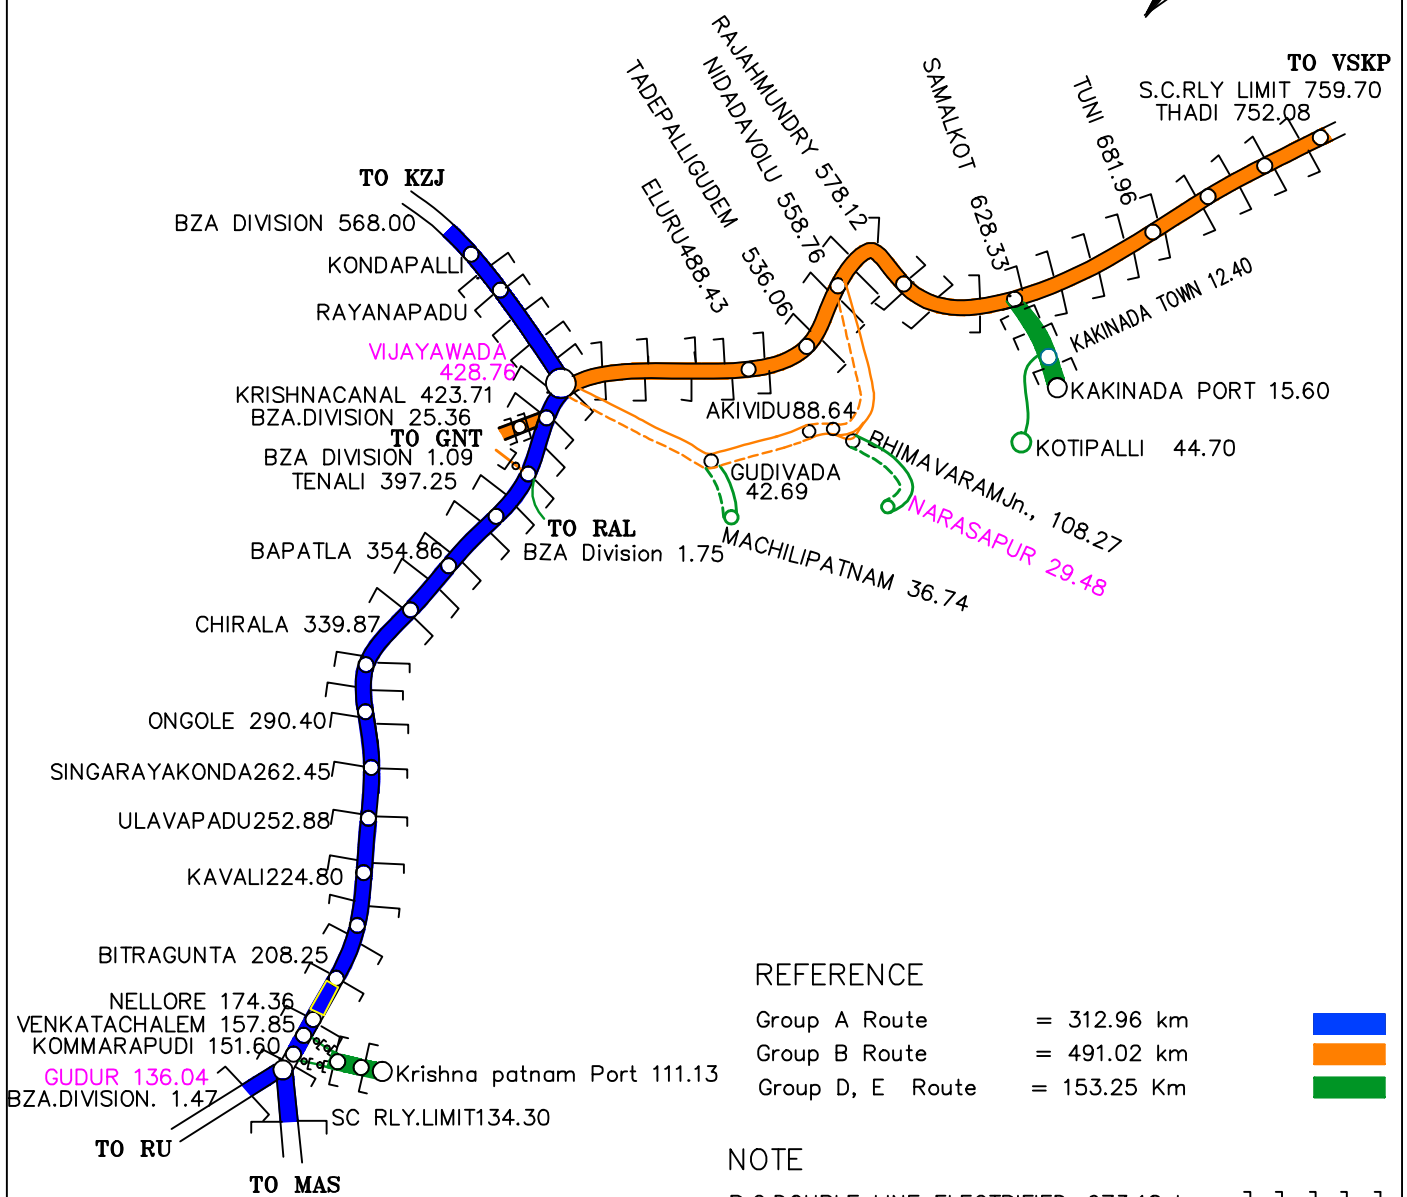 TO VSKP
S.C.RLY LIMIT 759.70
THADI 752.08
TUNI 681.96
SAMALKOT 628.33
RAJAHMUNDRY 578.12
NIDADAVOLU 558.76
TADEPALLIGUDEM 536.06
ELURU488.43
TO KZJ
BZA DIVISION 568.00
KONDAPALLI
RAYANAPADU
VIJAYAWADA
428.76
KRISHNACANAL 423.71
BZA.DIVISION 25.36
TO GNT
BZA DIVISION 1.09
TENALI 397.25
TO RAL
BZA Division 1.75
KAKINADA TOWN 12.40
KAKINADA PORT 15.60
KOTIPALLI 44.70
AKIVIDU88.64
BHIMAVARAMJn., 108.27
GUDIVADA
42.69
NARASAPUR 29.48
MACHILIPATNAM 36.74
BAPATLA 354.86
CHIRALA 339.87
ONGOLE 290.40
SINGARAYAKONDA262.45
ULAVAPADU252.88
KAVALI224.80
BITRAGUNTA 208.25
NELLORE 174.36
VENKATACHALEM 157.85
KOMMARAPUDI 151.60
GUDUR 136.04
BZA.DIVISION. 1.47
Krishna patnam Port 111.13
SC RLY.LIMIT134.30
TO RU
TO MAS
REFERENCE
Group A Route = 312.96 km
Group B Route = 491.02 km
Group D, E Route = 153.25 Km
NOTE